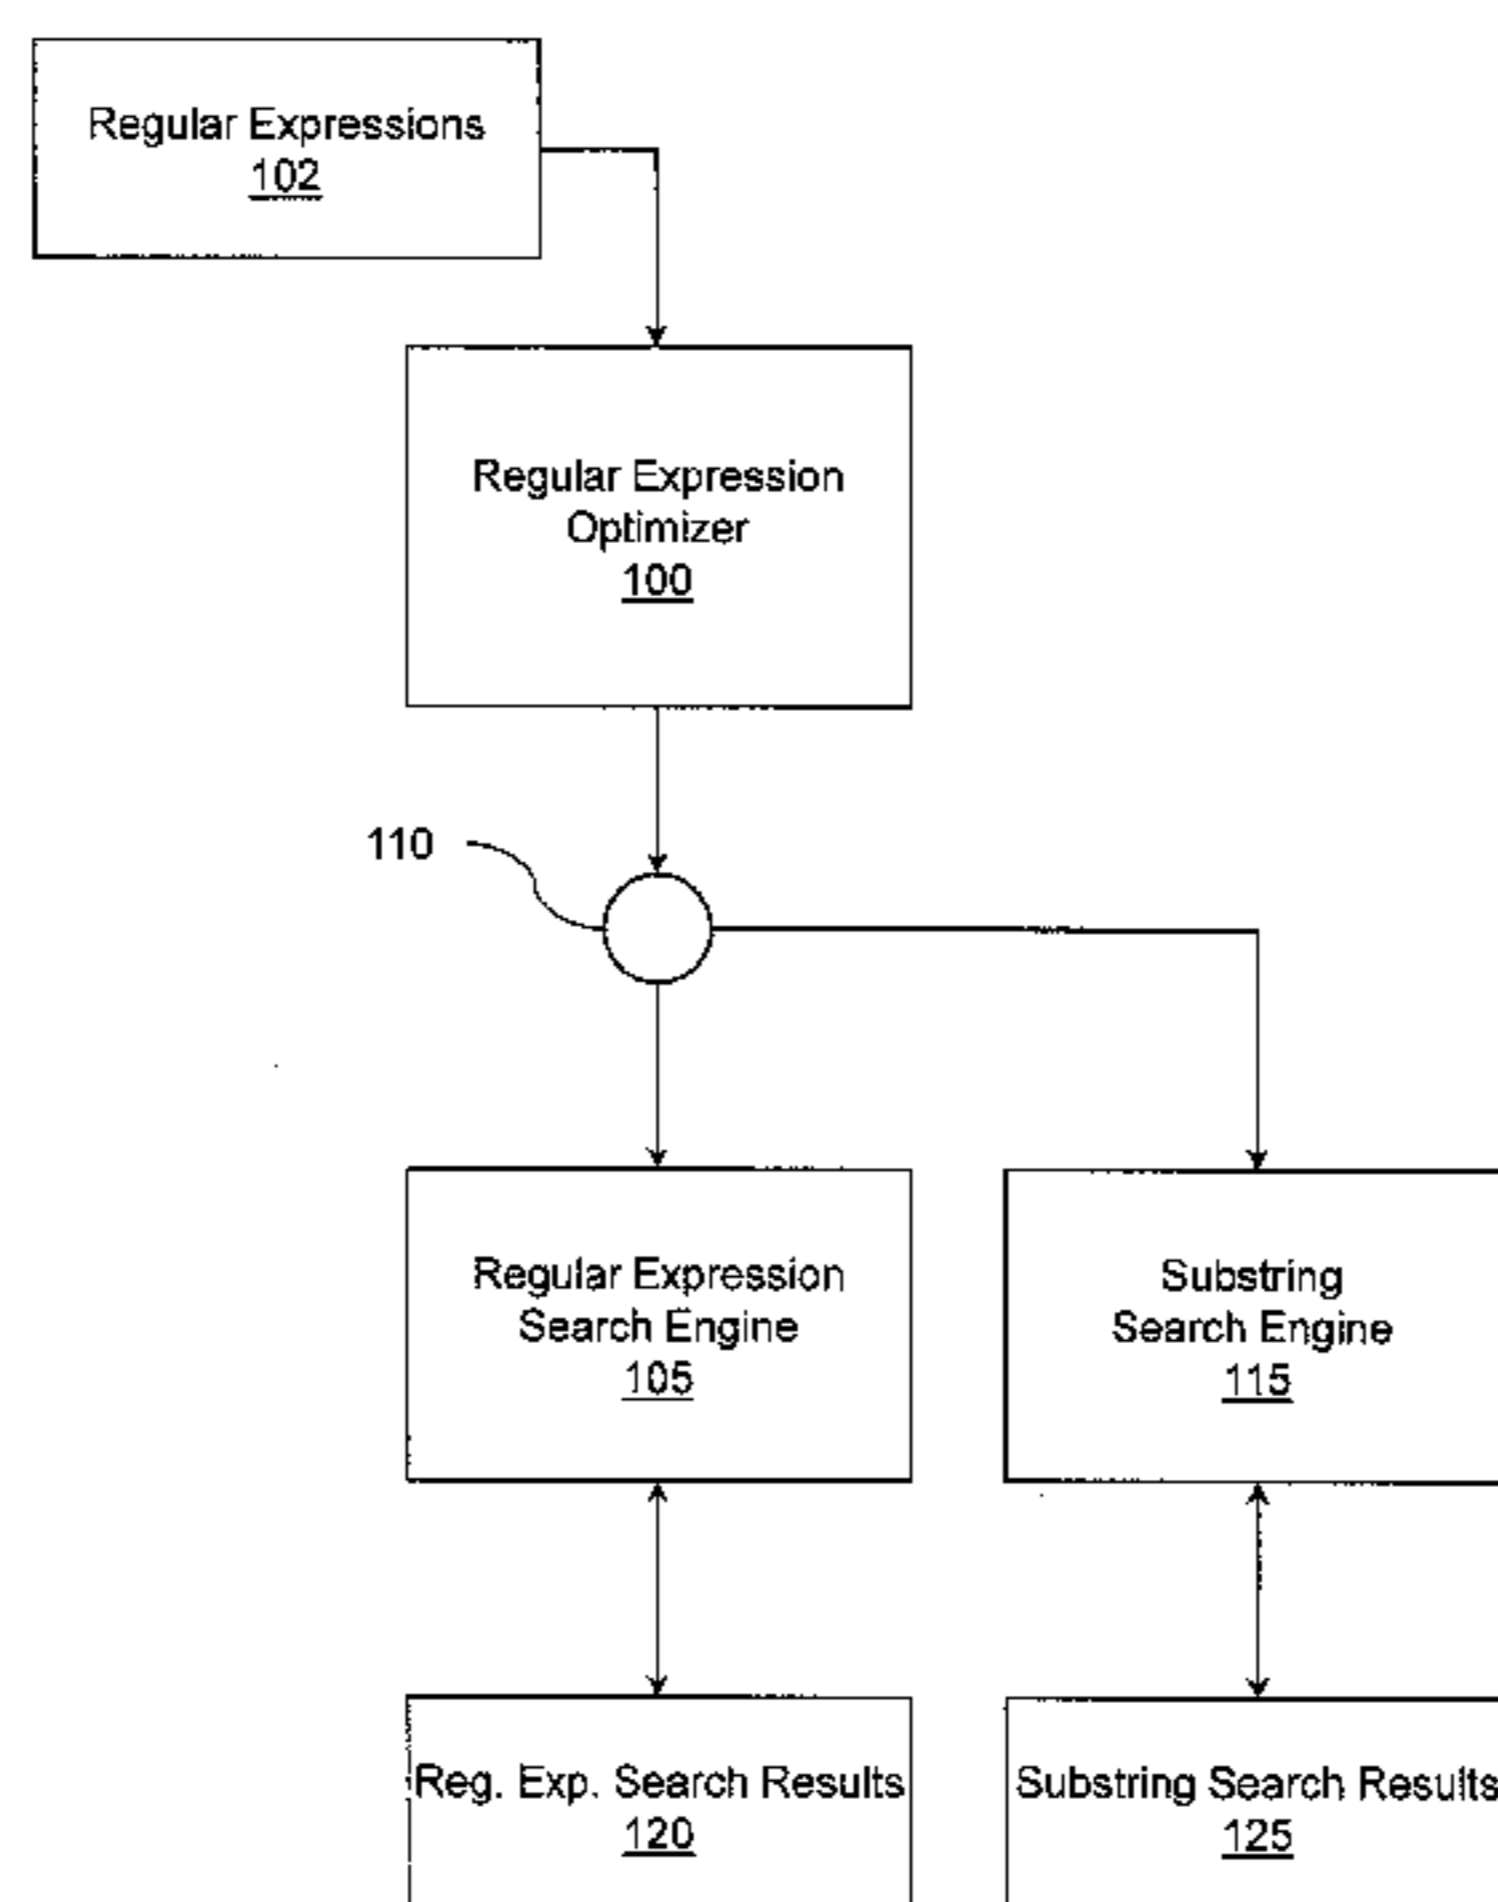 Regular Expressions
102
Regular Expression
Optimizer
100
110
Regular Expression
Search Engine
105
Substring
Search Engine
115
Reg. Exp. Search Results
120
Substring Search Results
125